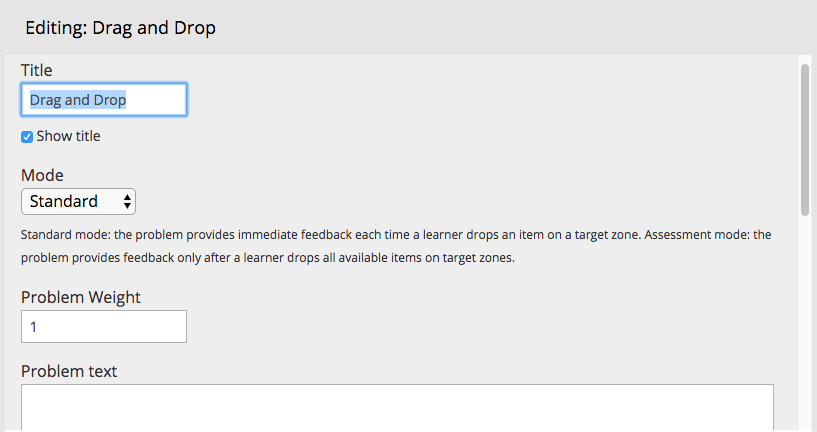 Editing: Drag and Drop
Title
Drag and Drop
Show title
Mode
Standard
Standard mode: the problem provides immediate feedback each time a learner drops an item on a target zone. Assessment mode: the
problem provides feedback only after a learner drops all available items on target zones.
Problem Weight
1
Problem text